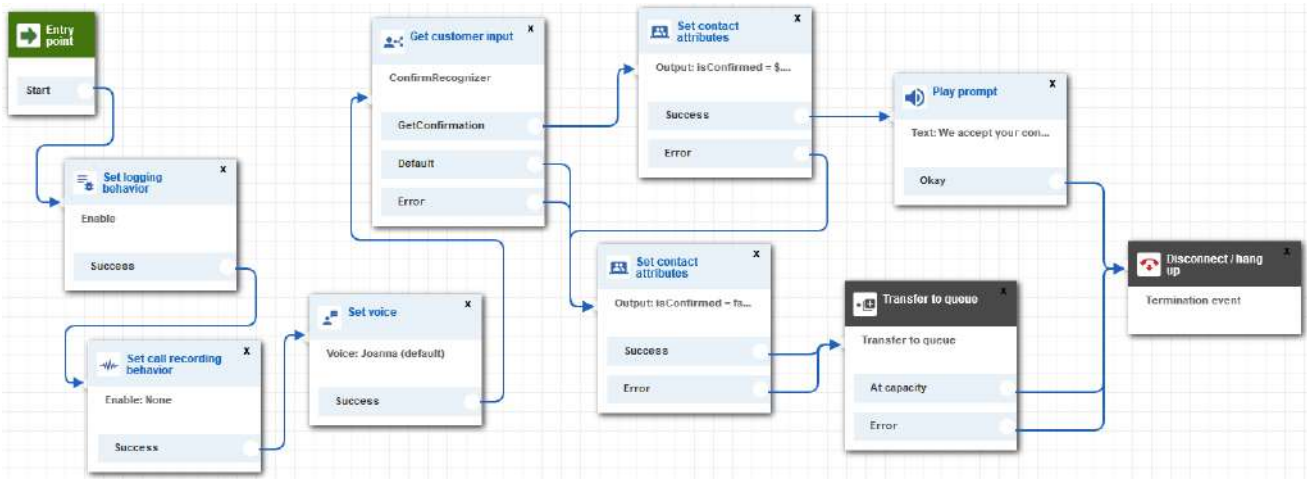 Entry
point
Start
Set logging
behavior
X
Enable
Success
Set call recording
behavior
X
Enable: None
Success
Set voice
X
Voice: Joanna (default)
Success
Get customer input
X
ConfirmRecognizer
GetConfirmation
Default
Error
Set contact
attributes
X
Output: isConfirmed = $....
Success
Error
Set contact
attributes
X
Output: isConfirmed = fa...
Success
Error
Play prompt
X
Text: We accept your con...
Okay
Transfer to queue
X
Transfer to queue
At capacity
Error
Disconnect / hang
up
X
Termination event